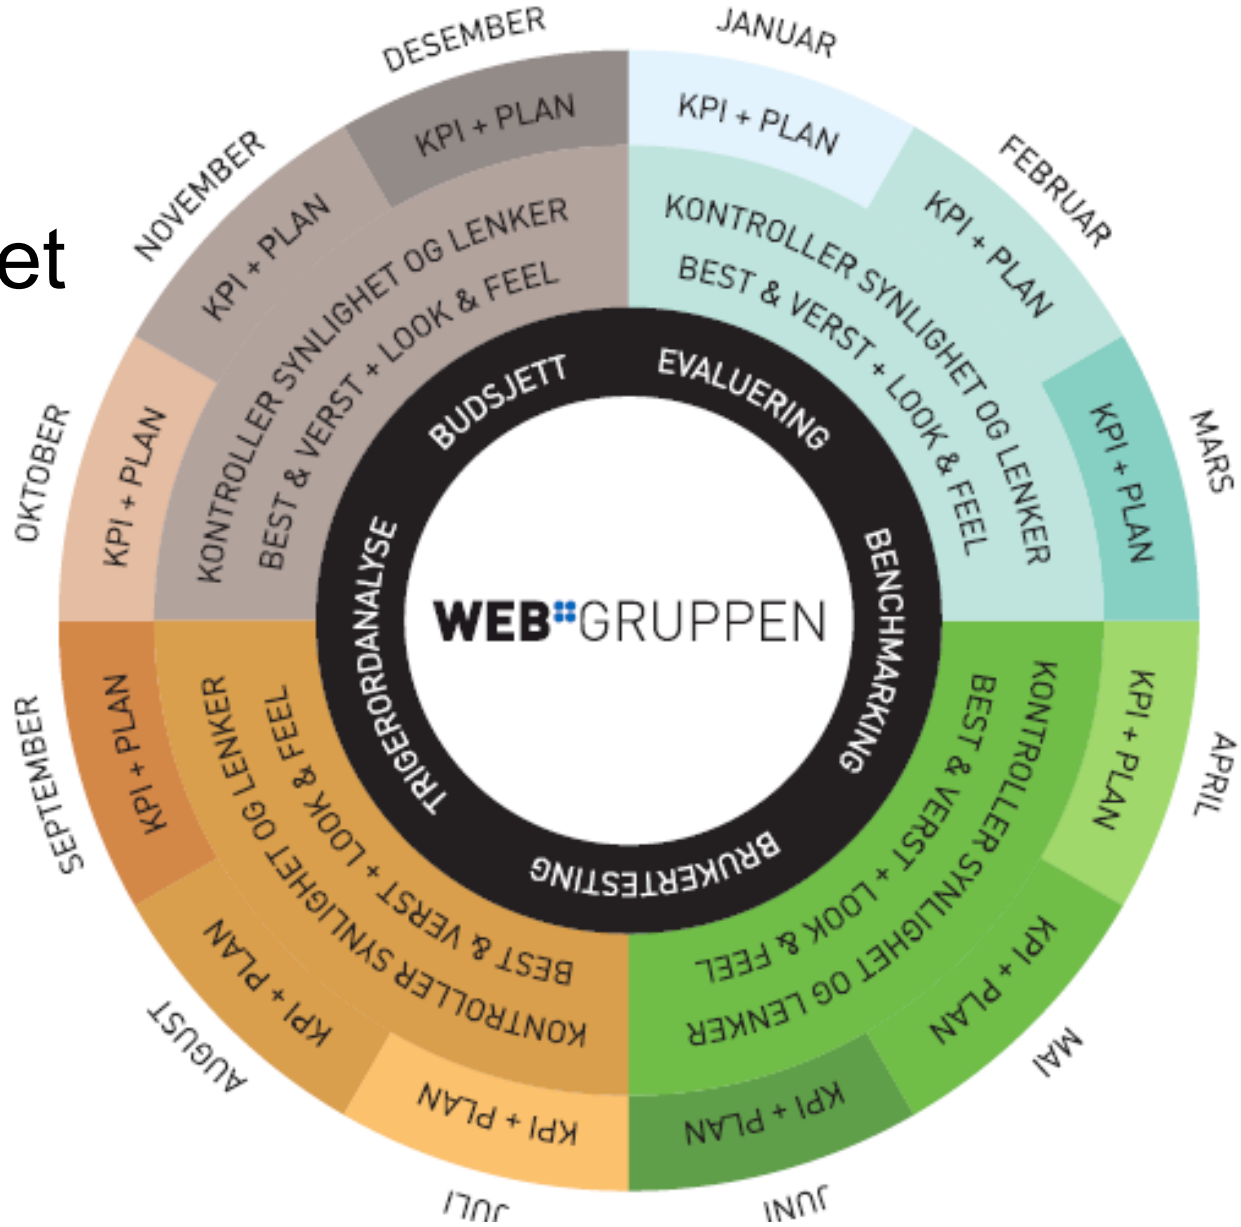 et
JANUAR
FEBRUAR
MARS
APRIL
MAI
JUNI
JULI
AUGUST
SEPTEMBER
OKTOBER
NOVEMBER
DESEMBER
KPI + PLAN
KPI + PLAN
KPI + PLAN
KPI + PLAN
KPI + PLAN
KPI + PLAN
KPI + PLAN
KPI + PLAN
KPI + PLAN
KPI + PLAN
KPI + PLAN
KPI + PLAN
KONTROLLER SYNLIGHET OG LENKER
BEST & VERST + LOOK & FEEL
KONTROLLER SYNLIGHET OG LENKER
BEST & VERST + LOOK & FEEL
KONTROLLER SYNLIGHET OG LENKER
BEST & VERST + LOOK & FEEL
KONTROLLER SYNLIGHET OG LENKER
BEST & VERST + LOOK & FEEL
EVALUERING
BENCHMARKING
BRUKERTESTING
TRIGERORDANALYSE
BUDSJETT
WEB GRUPPEN